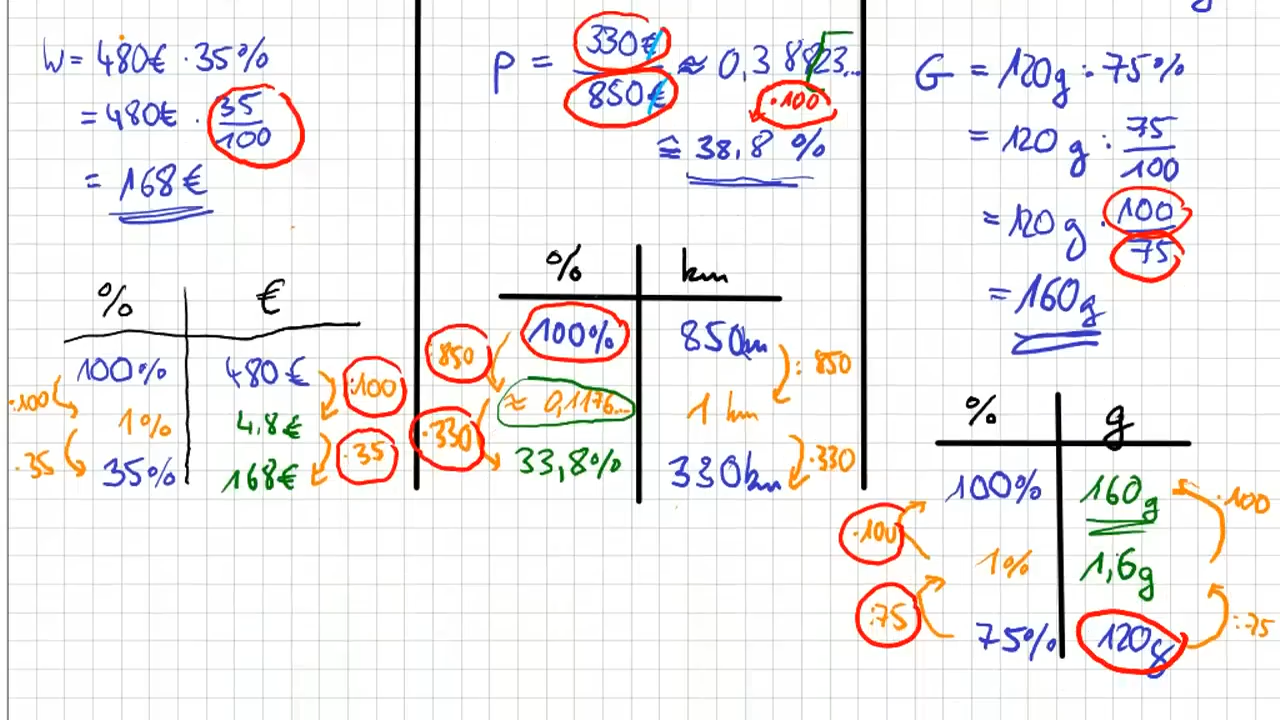 W = 480€ · 35%
= 480€ · 35/100
= 168€
% €
100% 480€ :100
:100 1% 4,8€
·35 35% 168€ ·35
p = 330€/850€ ≈ 0,38823...
·100
≙ 38,8 %
% km
100% 850km
:850 :850
≈ 0,1176... 1 km
·330 ·330
33,8% 330km
G = 120g : 75%
= 120 g : 75/100
= 120 g · 100/75
= 160g
% g
100% 160g ·100
·100
1% 1,6g
:75 :75
75% 120g